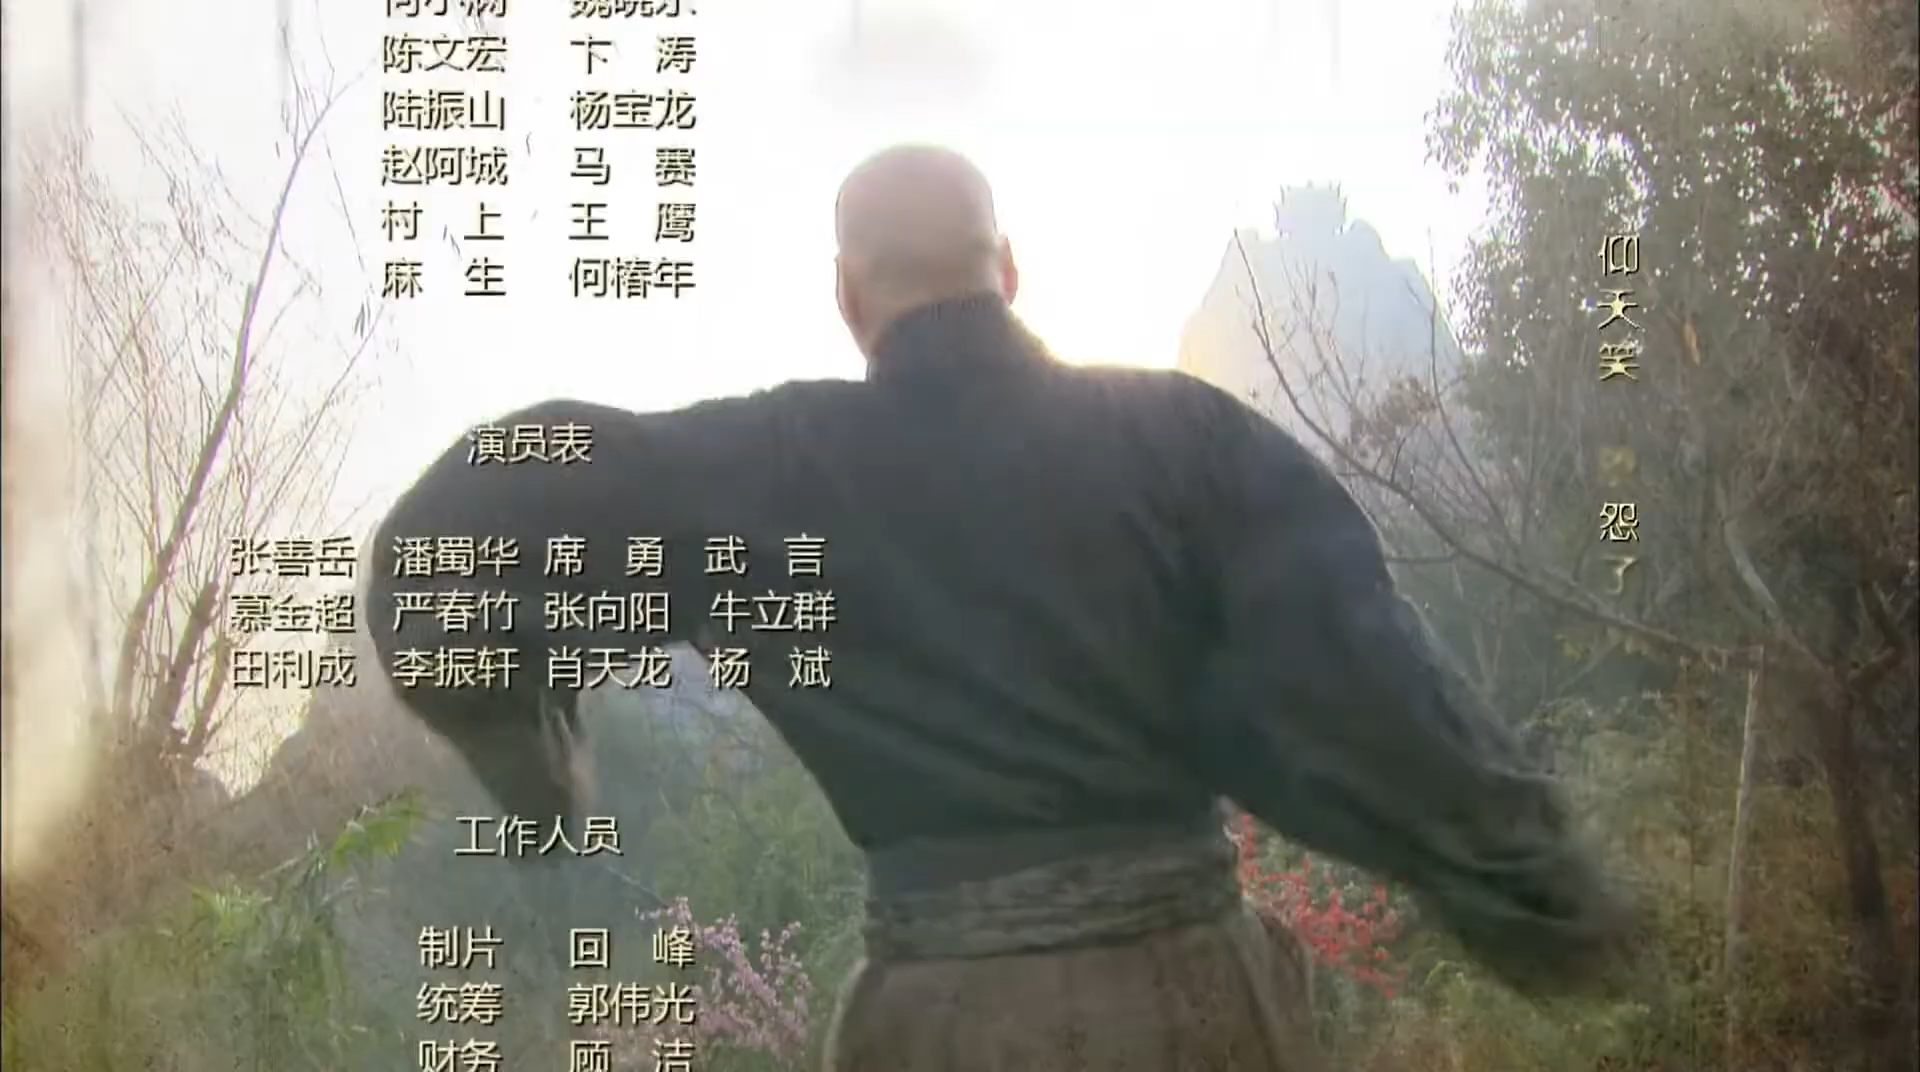 陈文宏 卞 涛
陆振山 杨宝龙
赵阿城 马 赛
村 上 王 鹰
麻 生 何椿年
演员表
张善岳 潘蜀华 席 勇 武 言
慕金超 严春竹 张向阳 牛立群
田利成 李振轩 肖天龙 杨 斌
工作人员
制片 回 峰
统筹 郭伟光
财务 顾 洁
仰天笑
怨了